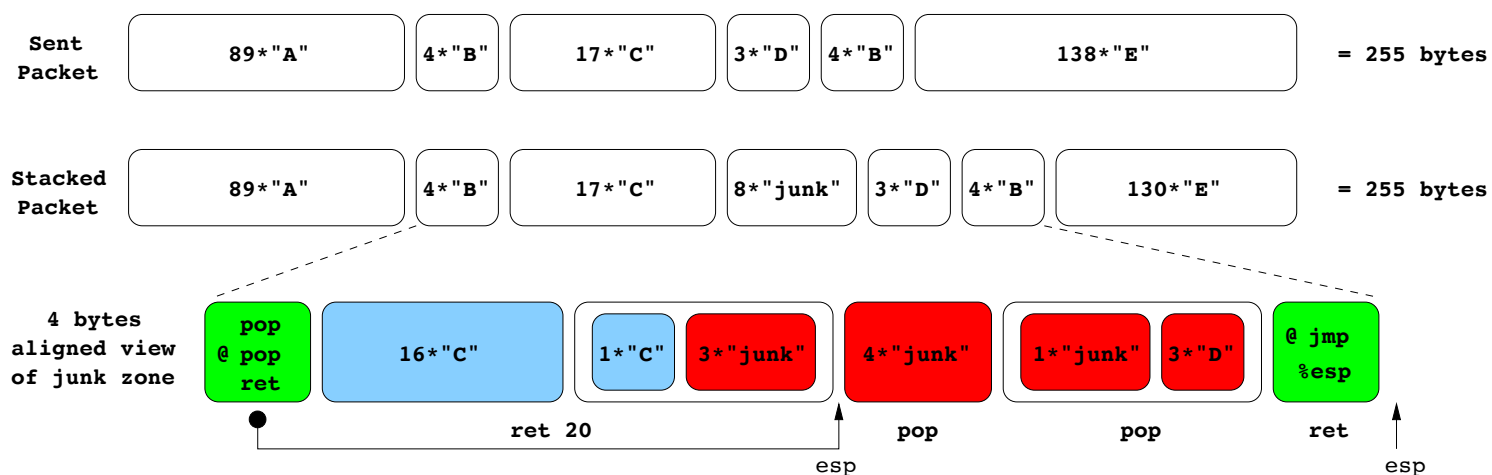 Sent
Packet
89*"A" 4*"B" 17*"C" 3*"D" 4*"B" 138*"E" = 255 bytes
Stacked
Packet
89*"A" 4*"B" 17*"C" 8*"junk" 3*"D" 4*"B" 130*"E" = 255 bytes
4 bytes
aligned view
of junk zone
pop
@ pop
ret
16*"C" 1*"C" 3*"junk" 4*"junk" 1*"junk" 3*"D"
@ jmp
%esp
ret 20 pop pop ret
esp esp